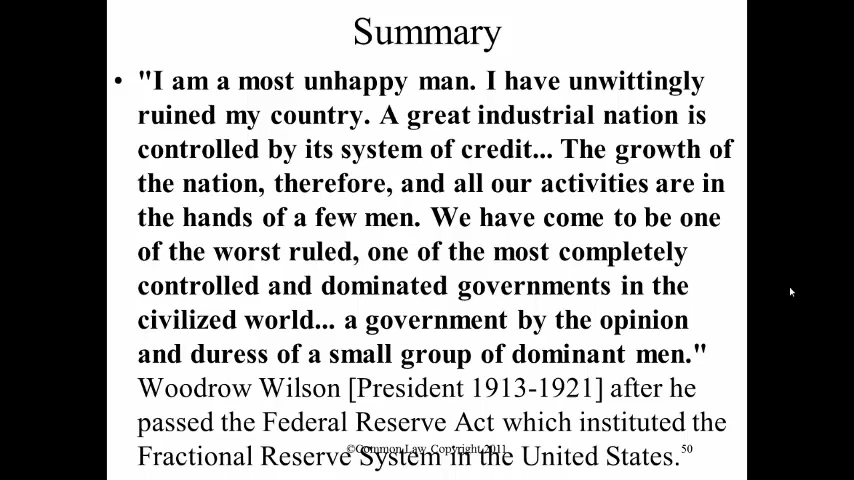 Summary
• "I am a most unhappy man. I have unwittingly
ruined my country. A great industrial nation is
controlled by its system of credit... The growth of
the nation, therefore, and all our activities are in
the hands of a few men. We have come to be one
of the worst ruled, one of the most completely
controlled and dominated governments in the
civilized world... a government by the opinion
and duress of a small group of dominant men."
Woodrow Wilson [President 1913-1921] after he
passed the Federal Reserve Act which instituted the
Fractional Reserve System in the United States.
©Common Law Copyright 2011
50